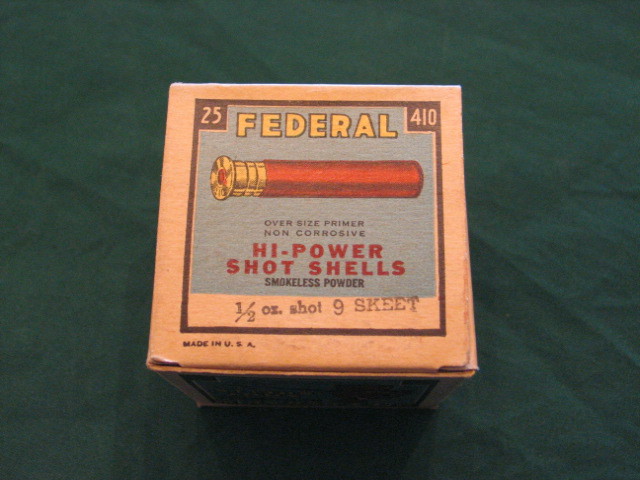 25 FEDERAL 410
OVER SIZE PRIMER
NON CORROSIVE
HI-POWER
SHOT SHELLS
SMOKELESS POWDER
1/2 oz. shot 9 SKEET
MADE IN U. S. A.